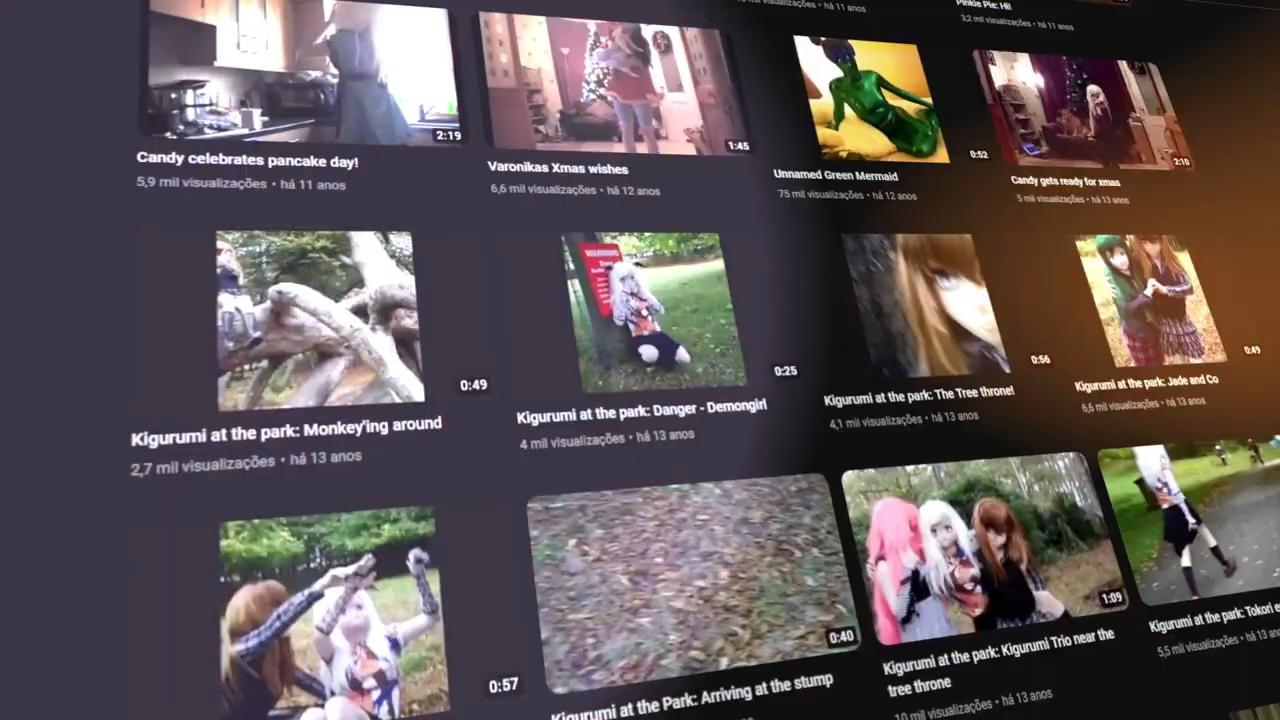 visualizações • há 11 anos
Pinkie Pie: Hi!
3,2 mil visualizações • há 11 anos
2:19
1:45
0:52
2:10
Candy celebrates pancake day!
5,9 mil visualizações • há 11 anos
Varonikas Xmas wishes
6,6 mil visualizações • há 12 anos
Unnamed Green Mermaid
75 mil visualizações • há 12 anos
Candy gets ready for xmas
5 mil visualizações • há 13 anos
0:49
0:25
0:56
0:49
Kigurumi at the park: Monkey'ing around
2,7 mil visualizações • há 13 anos
Kigurumi at the park: Danger - Demongirl
4 mil visualizações • há 13 anos
Kigurumi at the park: The Tree throne!
4,1 mil visualizações • há 13 anos
Kigurumi at the park: Jade and Co
6,6 mil visualizações • há 13 anos
0:57
0:40
1:09
Kigurumi at the Park: Arriving at the stump
Kigurumi at the park: Kigurumi Trio near the
tree throne
10 mil visualizações • há 13 anos
Kigurumi at the park: Tokori
5,5 mil visualizações • há 13